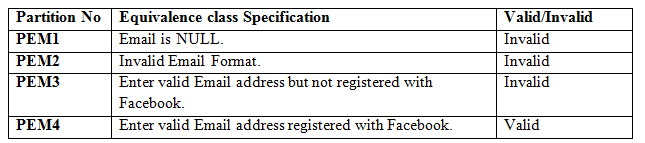 Partition No Equivalence class Specification Valid/Invalid
PEM1 Email is NULL. Invalid
PEM2 Invalid Email Format. Invalid
PEM3 Enter valid Email address but not registered with Invalid
Facebook.
PEM4 Enter valid Email address registered with Facebook. Valid